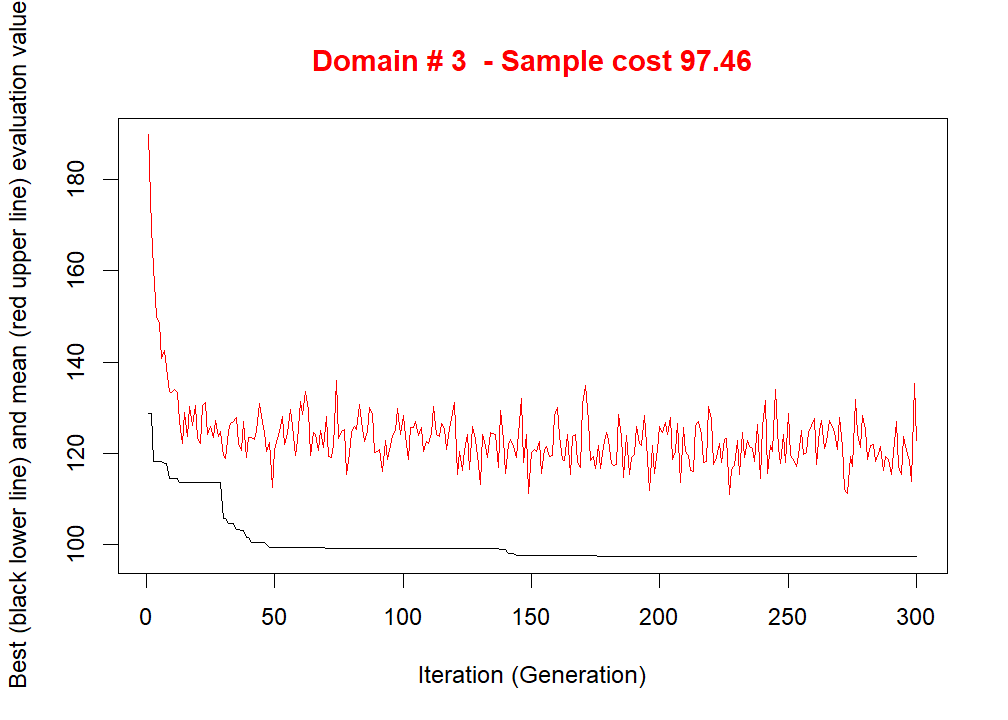 Domain # 3  - Sample cost 97.46
Best (black lower line) and mean (red upper line) evaluation value
180
160
140
120
100
0 50 100 150 200 250 300
Iteration (Generation)